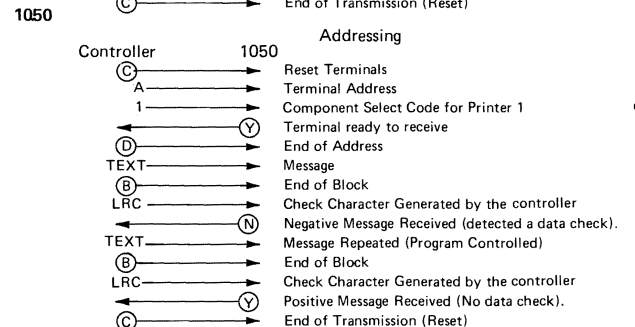 Ⓒ End of Transmission (Reset)
1050
Addressing
Controller 1050
Ⓒ Reset Terminals
A Terminal Address
1 Component Select Code for Printer 1
Ⓨ Terminal ready to receive
Ⓓ End of Address
TEXT Message
Ⓑ End of Block
LRC Check Character Generated by the controller
Ⓝ Negative Message Received (detected a data check).
TEXT Message Repeated (Program Controlled)
Ⓑ End of Block
LRC Check Character Generated by the controller
Ⓨ Positive Message Received (No data check).
Ⓒ End of Transmission (Reset)